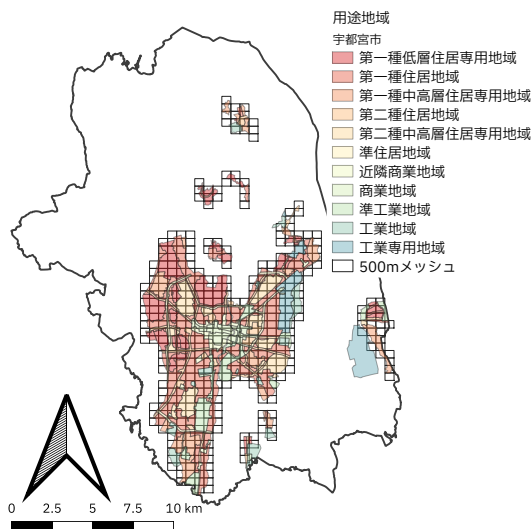 用途地域
宇都宮市
第一種低層住居専用地域
第一種住居地域
第一種中高層住居専用地域
第二種住居地域
第二種中高層住居専用地域
準住居地域
近隣商業地域
商業地域
準工業地域
工業地域
工業専用地域
500mメッシュ
0 2.5 5 7.5 10 km